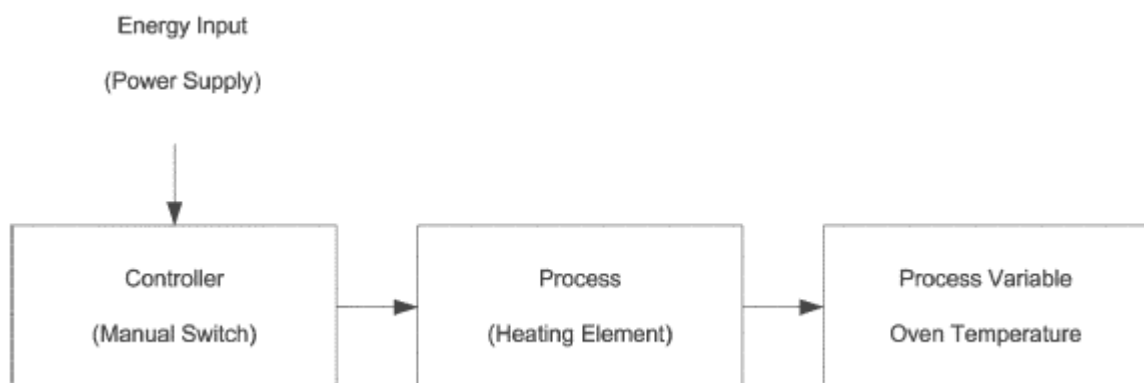 Energy Input
(Power Supply)
Controller
(Manual Switch)
Process
(Heating Element)
Process Variable
Oven Temperature